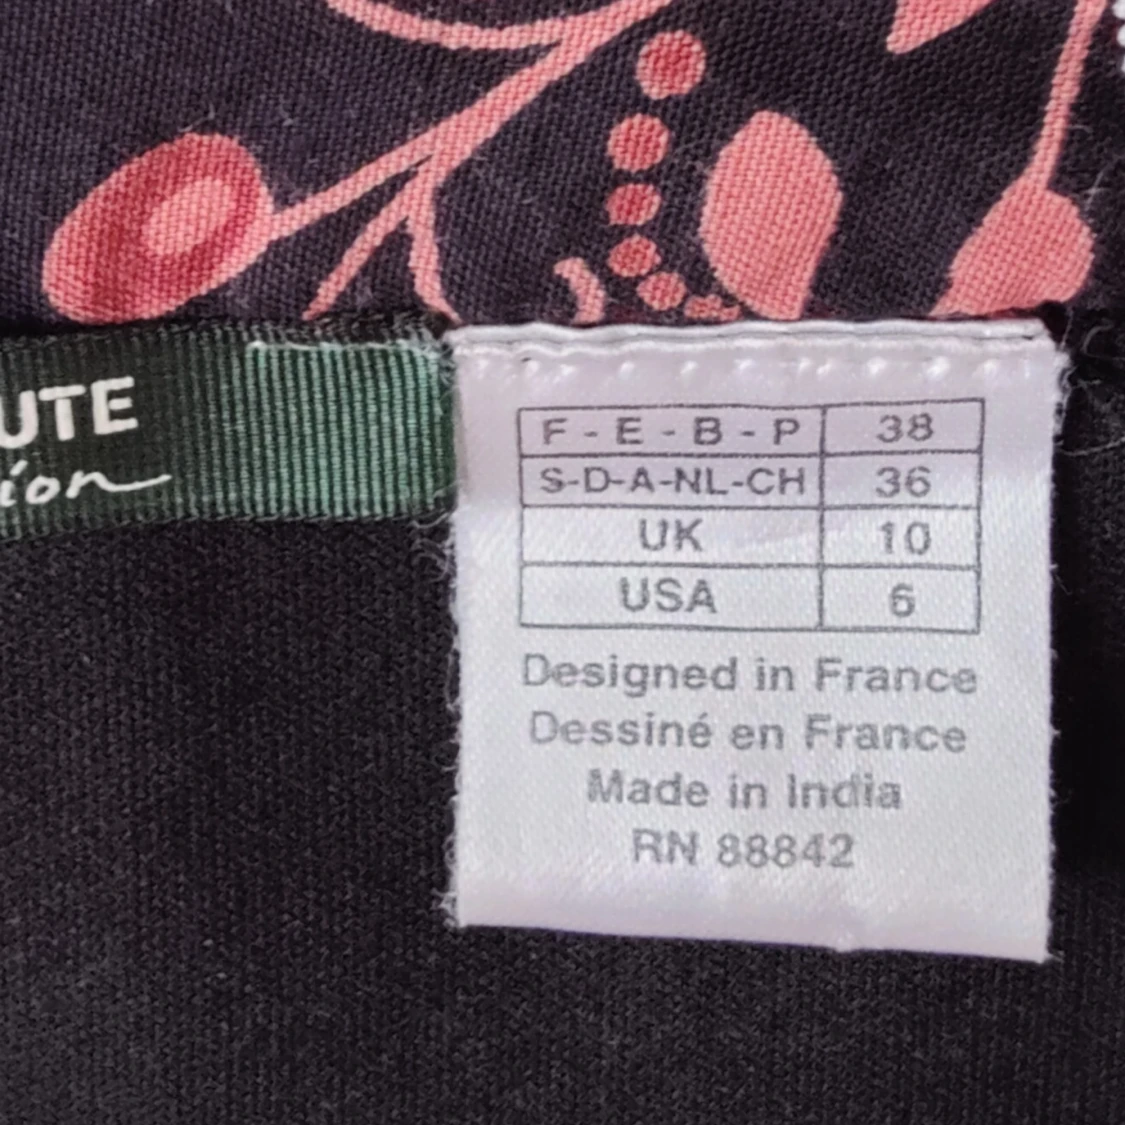 UTE
ion
F - E - B - P 38
S-D-A-NL-CH 36
UK 10
USA 6
Designed in France
Dessiné en France
Made in India
RN 88842